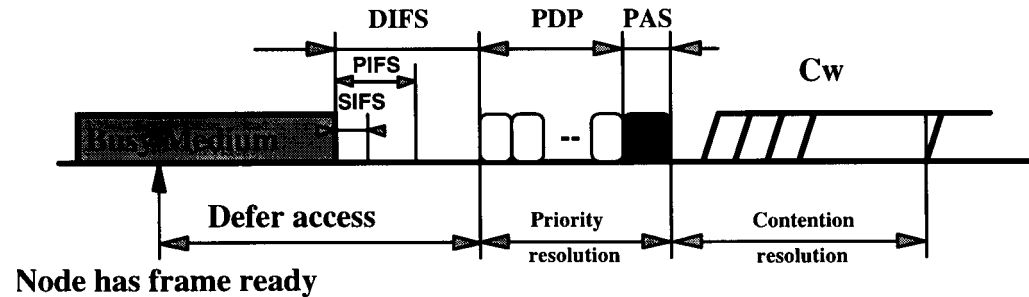 DIFS PDP PAS
PIFS
Cw
SIFS
Busy Medium
--
Defer access
Priority
resolution
Contention
resolution
Node has frame ready